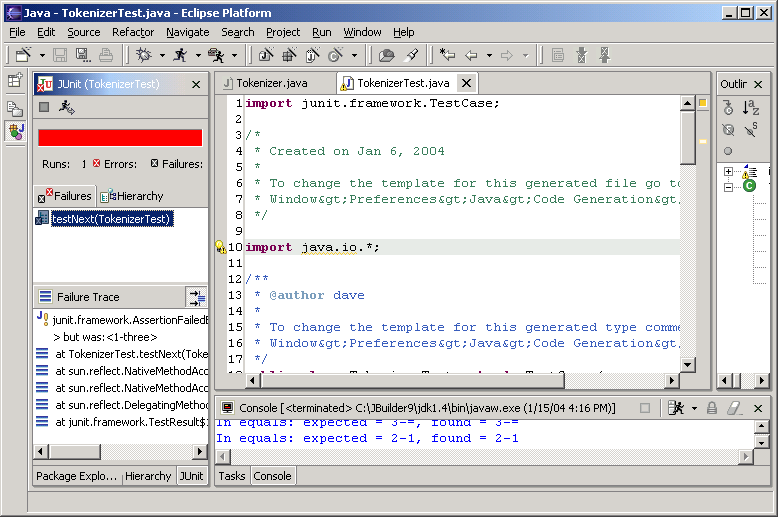 Java - TokenizerTest.java - Eclipse Platform
File Edit Source Refactor Navigate Search Project Run Window Help
JUnit (TokenizerTest)
Runs: 1 Errors: Failures:
Failures Hierarchy
testNext(TokenizerTest)
Failure Trace
junit.framework.AssertionFailedE
> but was:<1-three>
at TokenizerTest.testNext(Toke
at sun.reflect.NativeMethodAcc
at sun.reflect.NativeMethodAcc
at sun.reflect.DelegatingMetho
at junit.framework.TestResult$
Package Explo... Hierarchy JUnit
Tokenizer.java TokenizerTest.java
1 import junit.framework.TestCase;
2
3 /*
4 * Created on Jan 6, 2004
5 *
6 * To change the template for this generated file go to
7 * Window&gt;Preferences&gt;Java&gt;Code Generation&gt
8 */
9
10 import java.io.*;
11
12 /**
13 * @author dave
14 *
15 * To change the template for this generated type comme
16 * Window&gt;Preferences&gt;Java&gt;Code Generation&gt
17 */
Outlin
Console [<terminated> C:\JBuilder9\jdk1.4\bin\javaw.exe (1/15/04 4:16 PM)]
In equals: expected = 3-=, found = 3-=
In equals: expected = 2-1, found = 2-1
Tasks Console